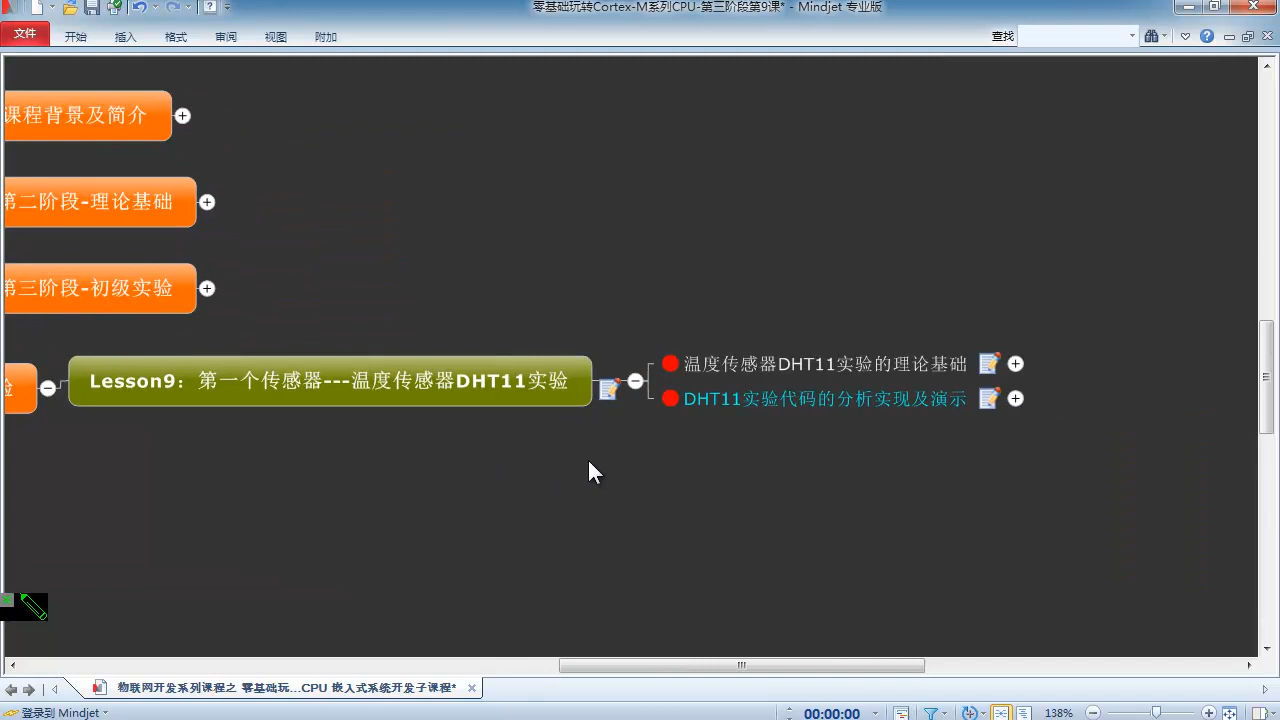 零基础玩转Cortex-M系列CPU-第三阶段第9课* - Mindjet 专业版
文件 开始 插入 格式 审阅 视图 附加 查找
课程背景及简介
第二阶段-理论基础
第三阶段-初级实验
验
Lesson9：第一个传感器---温度传感器DHT11实验
温度传感器DHT11实验的理论基础
DHT11实验代码的分析实现及演示
物联网开发系列课程之 零基础玩...CPU 嵌入式系统开发子课程*
登录到 Mindjet 00:00:00 138%